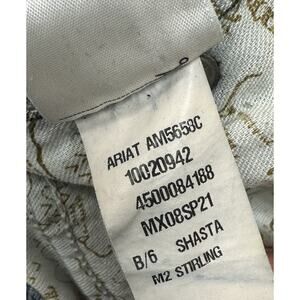 ARIAT AM5658C
10020942
4500084188
MX08SP21
B/6 SHASTA
M2 STIRLING